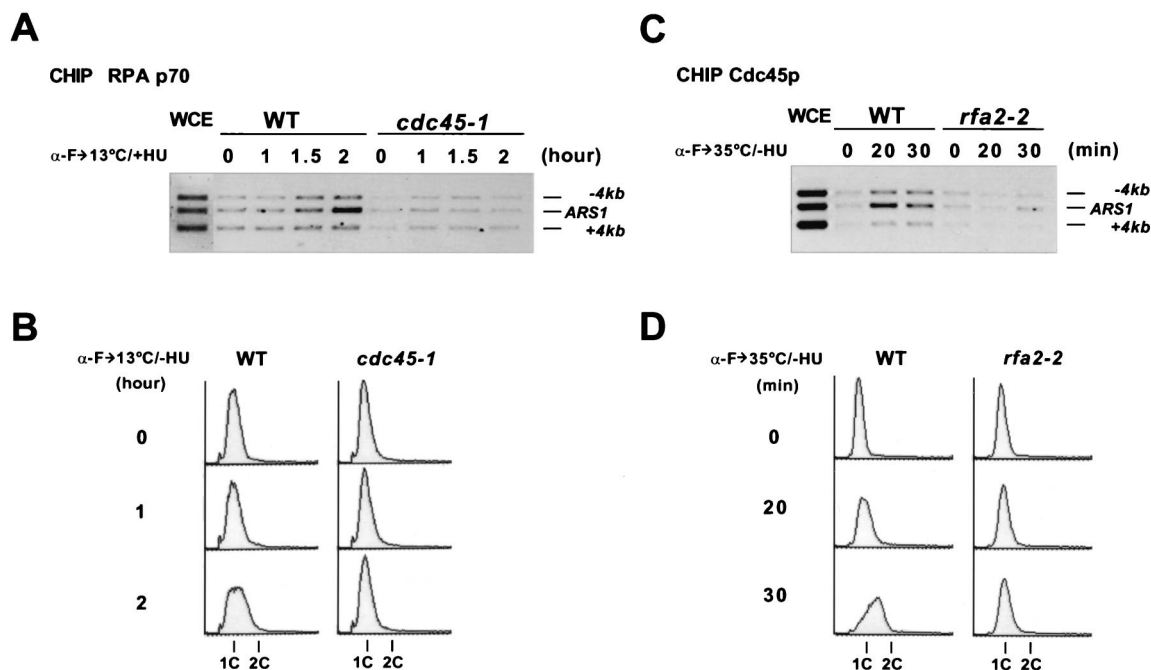 A
CHIP RPA p70
WCE WT cdc45-1
α-F→13°C/+HU 0 1 1.5 2 0 1 1.5 2 (hour)
-4kb
ARS1
+4kb
B
α-F→13°C/-HU WT cdc45-1
(hour)
0
1
2
1C 2C 1C 2C
C
CHIP Cdc45p
WCE WT rfa2-2
α-F→35°C/-HU 0 20 30 0 20 30 (min)
-4kb
ARS1
+4kb
D
α-F→35°C/-HU WT rfa2-2
(min)
0
20
30
1C 2C 1C 2C